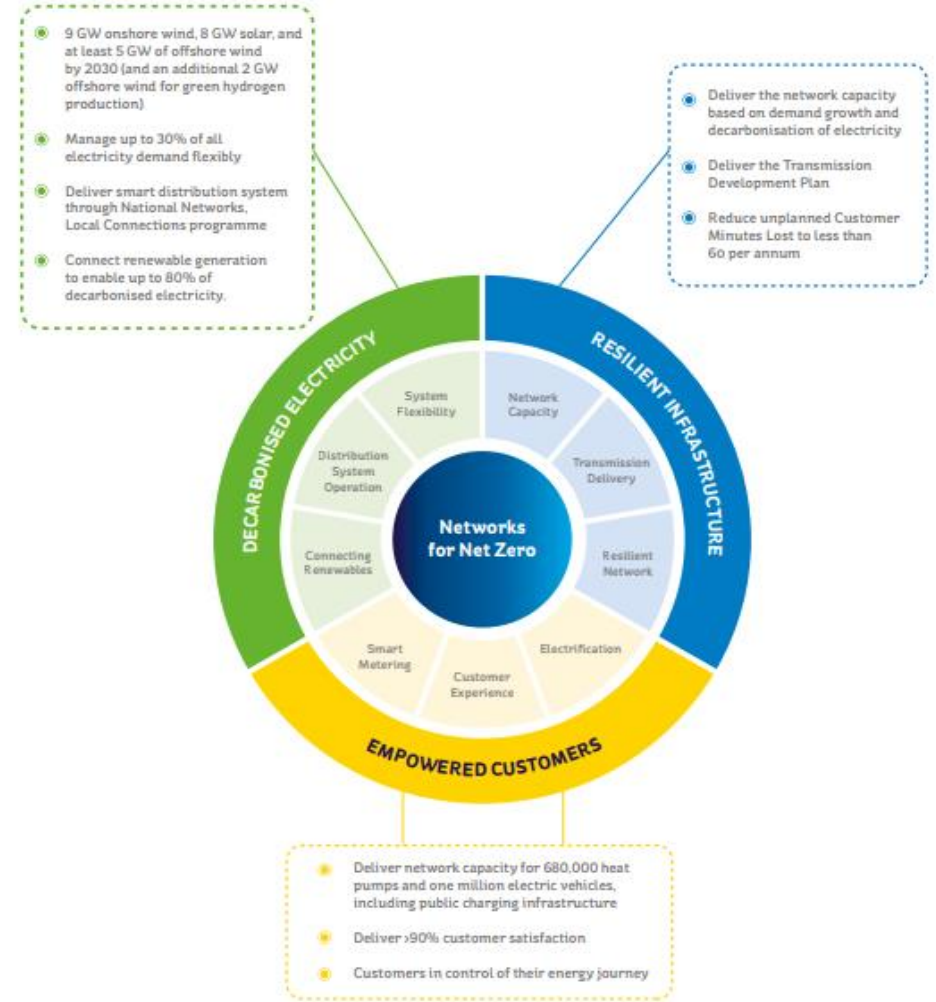 9 GW onshore wind, 8 GW solar, and
at least 5 GW of offshore wind
by 2030 (and an additional 2 GW
offshore wind for green hydrogen
production)
Manage up to 30% of all
electricity demand flexibly
Deliver smart distribution system
through National Networks,
Local Connections programme
Connect renewable generation
to enable up to 80% of
decarbonised electricity.
Deliver the network capacity
based on demand growth and
decarbonisation of electricity
Deliver the Transmission
Development Plan
Reduce unplanned Customer
Minutes Lost to less than
60 per annum
DECARBONISED ELECTRICITY
RESILIENT INFRASTRUCTURE
System
Flexibility
Network
Capacity
Distribution
System
Operation
Transmission
Delivery
Networks
for Net Zero
Connecting
Renewables
Resilient
Network
Smart
Metering
Customer
Experience
Electrification
EMPOWERED CUSTOMERS
Deliver network capacity for 680,000 heat
pumps and one million electric vehicles,
including public charging infrastructure
Deliver >90% customer satisfaction
Customers in control of their energy journey